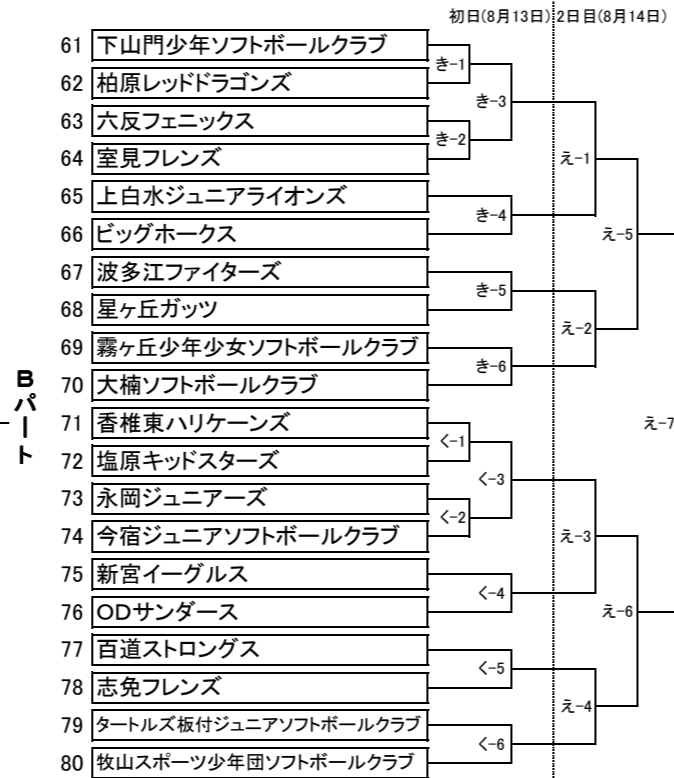 初日(8月13日) 2日目(8月14日)
61 下山門少年ソフトボールクラブ
き-1
62 柏原レッドドラゴンズ
き-3
63 六反フェニックス
き-2
64 室見フレンズ
え-1
65 上白水ジュニアライオンズ
き-4
66 ビッグホークス
え-5
67 波多江ファイターズ
き-5
68 星ヶ丘ガッツ
え-2
69 霧ヶ丘少年少女ソフトボールクラブ
き-6
70 大楠ソフトボールクラブ
Bパート
71 香椎東ハリケーンズ
く-1
え-7
72 塩原キッドスターズ
く-3
73 永岡ジュニアーズ
く-2
74 今宿ジュニアソフトボールクラブ
え-3
75 新宮イーグルス
く-4
76 ODサンダース
え-6
77 百道ストロングス
く-5
78 志免フレンズ
え-4
79 タートルズ板付ジュニアソフトボールクラブ
く-6
80 牧山スポーツ少年団ソフトボールクラブ